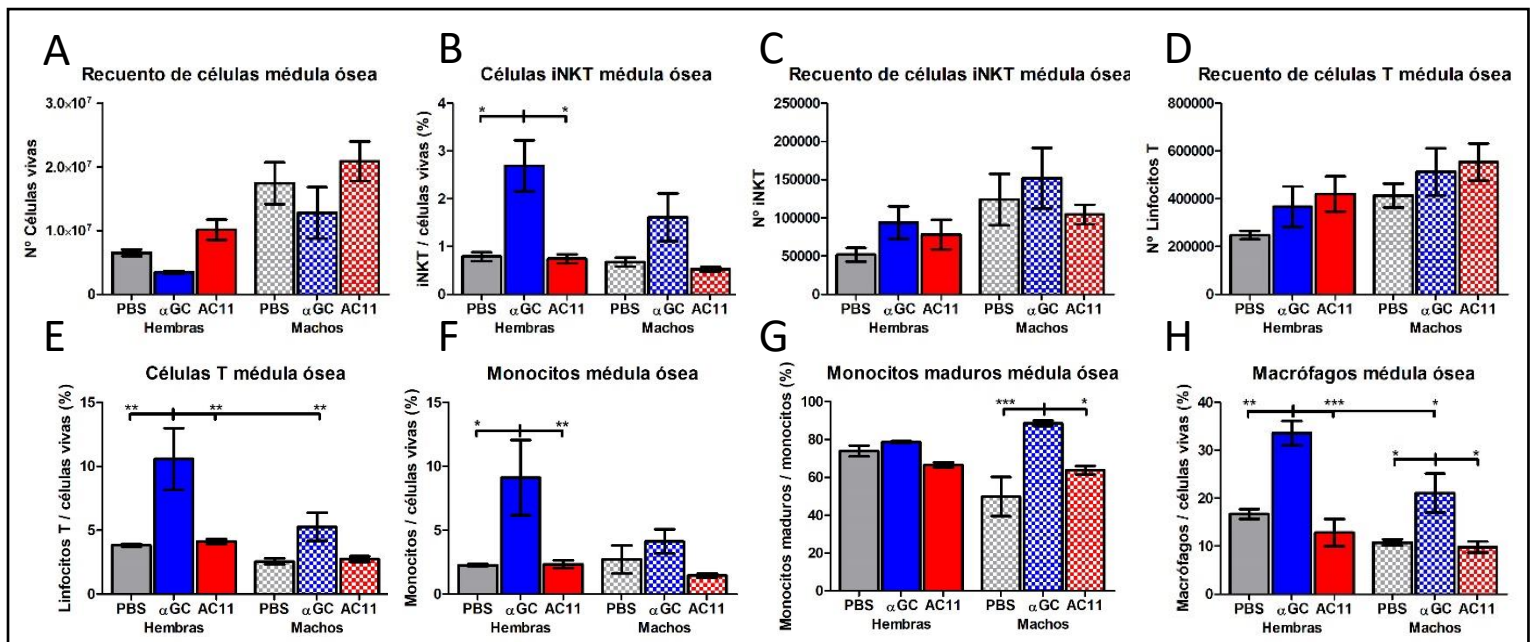 A
Recuento de células médula ósea
Nº Células vivas
3.0×10⁷
2.0×10⁷
1.0×10⁷
0
PBS αGC AC11 PBS αGC AC11
Hembras Machos
B
Células iNKT médula ósea
iNKT / células vivas (%)
4
3
2
1
0
* *
PBS αGC AC11 PBS αGC AC11
Hembras Machos
C
Recuento de células iNKT médula ósea
Nº iNKT
250000
200000
150000
100000
50000
0
PBS αGC AC11 PBS αGC AC11
Hembras Machos
D
Recuento de células T médula ósea
Nº Linfocitos T
800000
600000
400000
200000
0
PBS αGC AC11 PBS αGC AC11
Hembras Machos
E
Células T médula ósea
Linfocitos T / células vivas (%)
15
10
5
0
** ** **
PBS αGC AC11 PBS αGC AC11
Hembras Machos
F
Monocitos médula ósea
Monocitos / células vivas (%)
15
10
5
0
* **
PBS αGC AC11 PBS αGC AC11
Hembras Machos
G
Monocitos maduros médula ósea
Monocitos maduros / monocitos (%)
100
80
60
40
20
0
*** *
PBS αGC AC11 PBS αGC AC11
Hembras Machos
H
Macrófagos médula ósea
Macrófagos / células vivas (%)
40
30
20
10
0
** *** *
* *
PBS αGC AC11 PBS αGC AC11
Hembras Machos